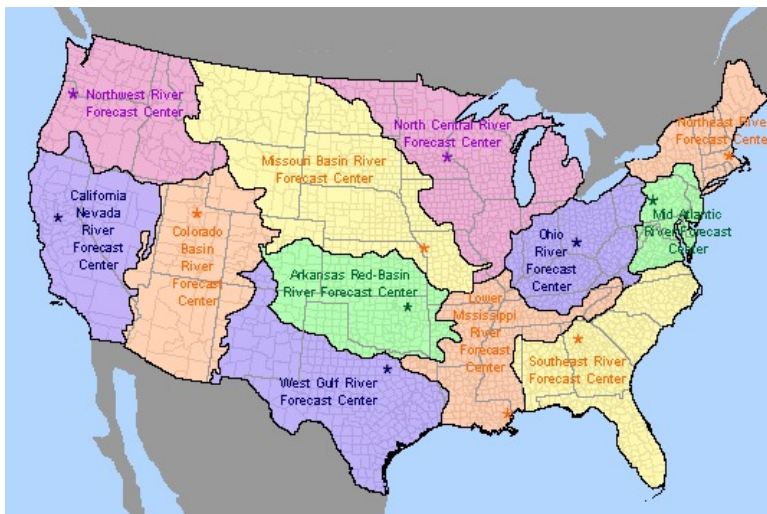 Northwest River
Forecast Center
North Central River
Forecast Center
Northeast River
Forecast Cente
Missouri Basin River
Forecast Center
California
Nevada
River
Forecast
Center
Colorado
Basin
River
Forecast
Center
Ohio
River
Forecast
Center
Mid-Atlantic
River Forecast
Center
Arkansas Red-Basin
River Forecast Center
Lower
Mississippi
River
Forecast
Center
Southeast River
Forecast Center
West Gulf River
Forecast Center